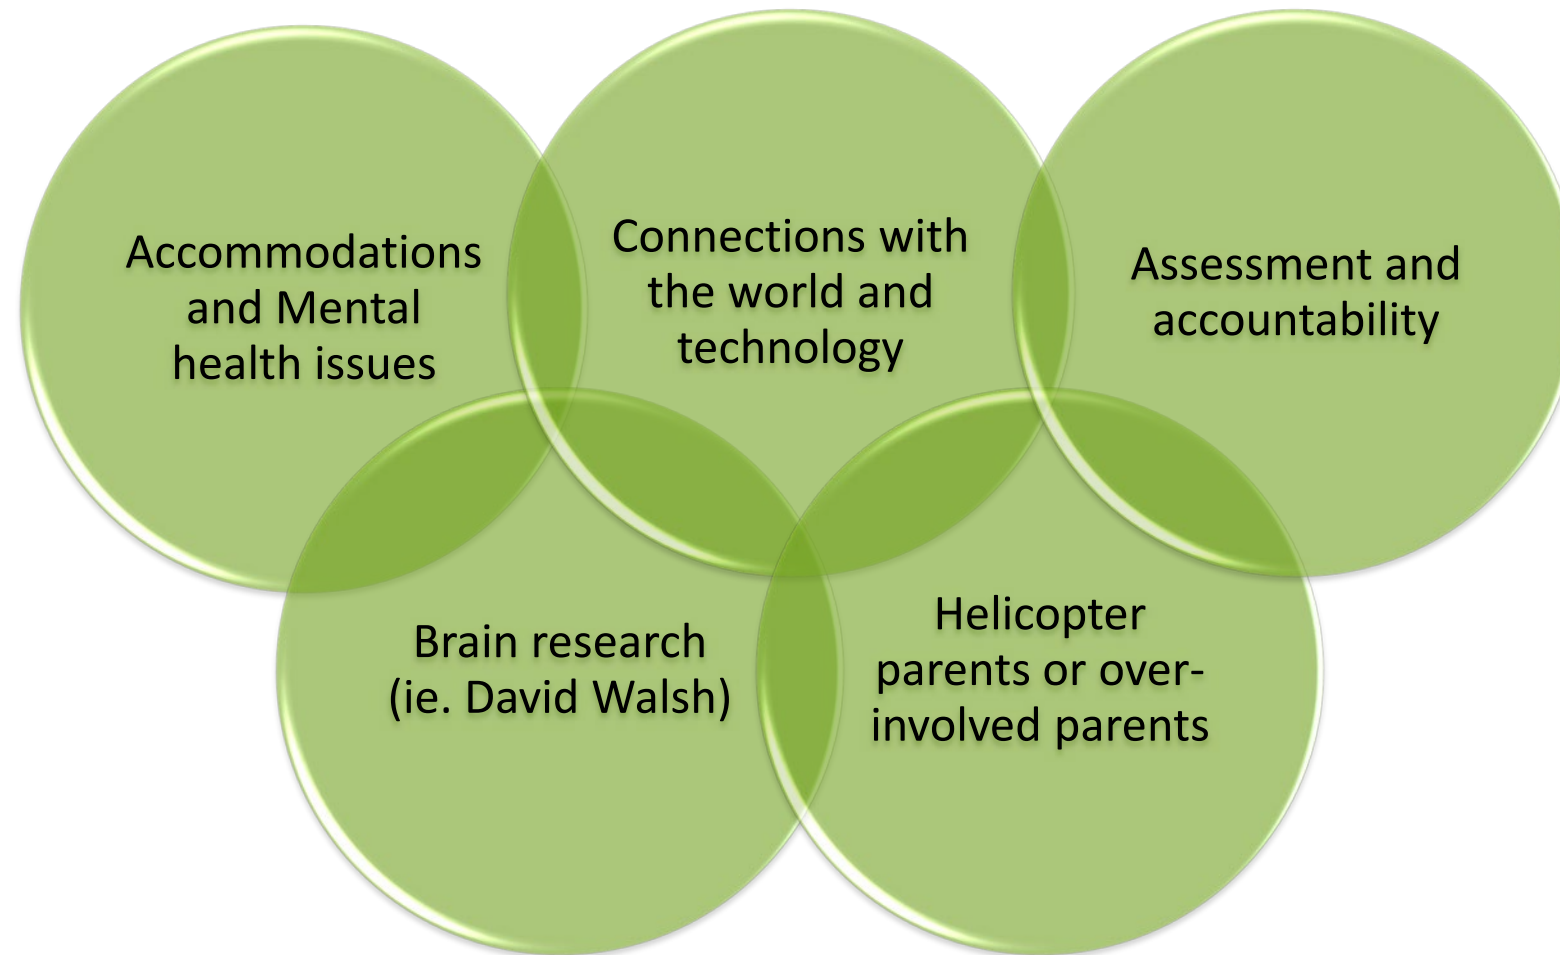 Accommodations
and Mental
health issues
Connections with
the world and
technology
Assessment and
accountability
Brain research
(ie. David Walsh)
Helicopter
parents or over-
involved parents